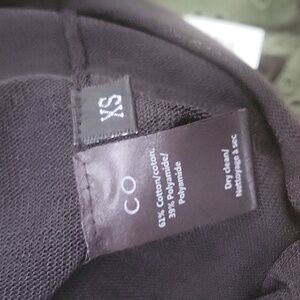 XS
CO
61% Cotton/coton,
39% Polyamide/
Polyamide
Dry clean/
Nettoyage à sec